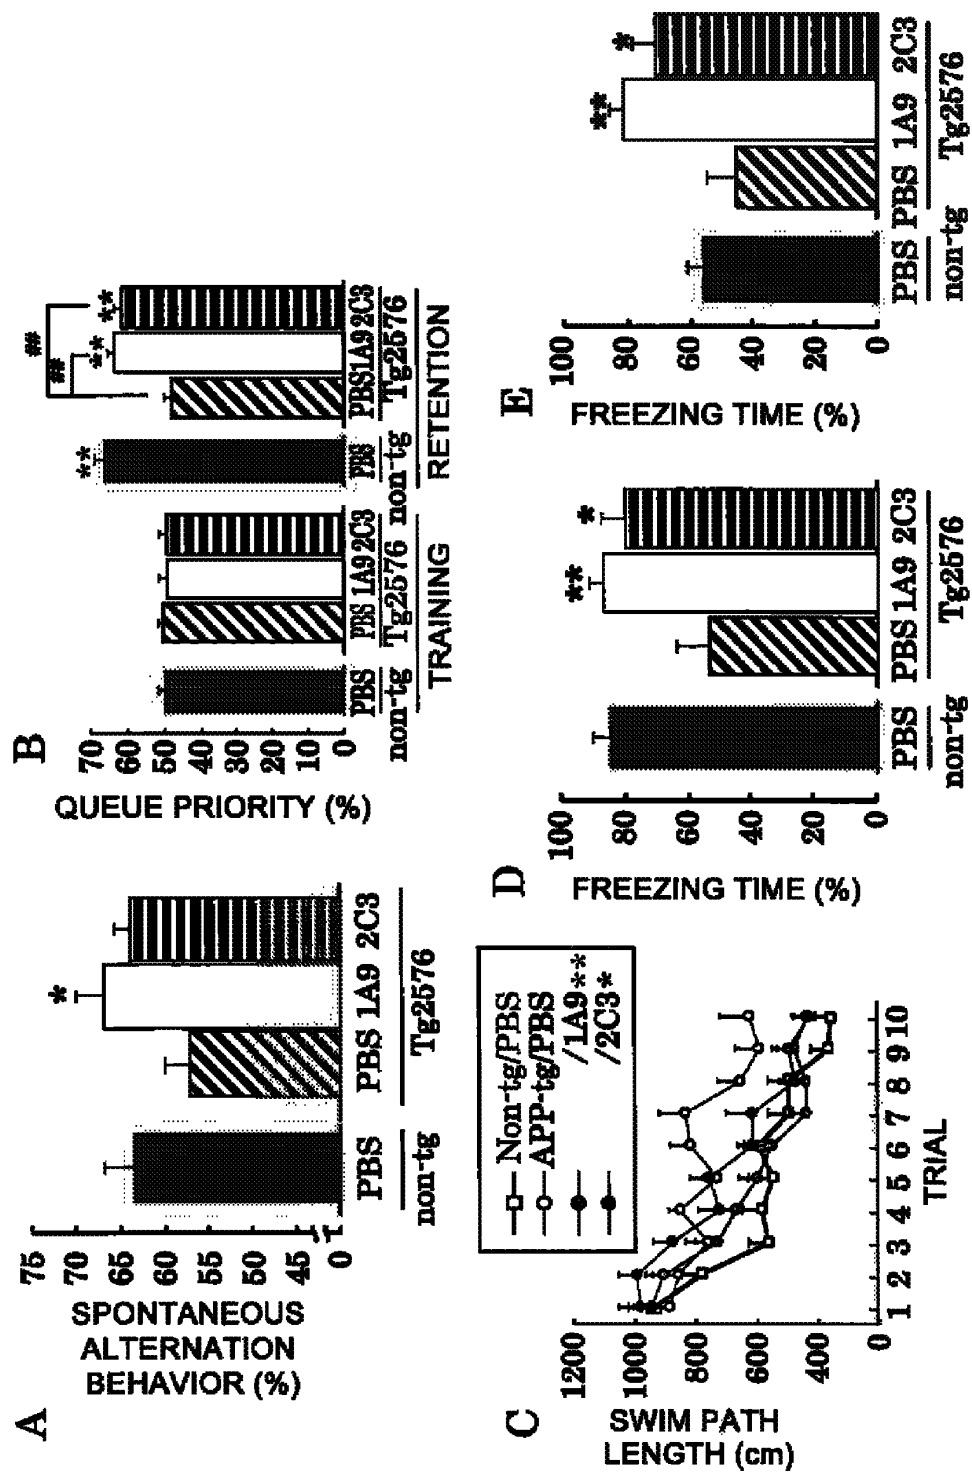 A
SPONTANEOUS
ALTERNATION
BEHAVIOR (%)
75
70
65
60
55
50
45
0
*
PBS PBS 1A9 2C3
non-tg Tg2576
B
QUEUE PRIORITY (%)
70
60
50
40
30
20
10
0
## ##
** ** **
PBS PBS 1A9 2C3 PBS PBS 1A9 2C3
non-tg Tg2576 non-tg Tg2576
TRAINING RETENTION
C
SWIM PATH
LENGTH (cm)
1200
1000
800
600
400
0
1 2 3 4 5 6 7 8 9 10
TRIAL
Non-tg/PBS
APP-tg/PBS
/1A9**
/2C3*
D
FREEZING TIME (%)
100
80
60
40
20
0
** *
PBS PBS 1A9 2C3
non-tg Tg2576
E
FREEZING TIME (%)
100
80
60
40
20
0
** *
PBS PBS 1A9 2C3
non-tg Tg2576